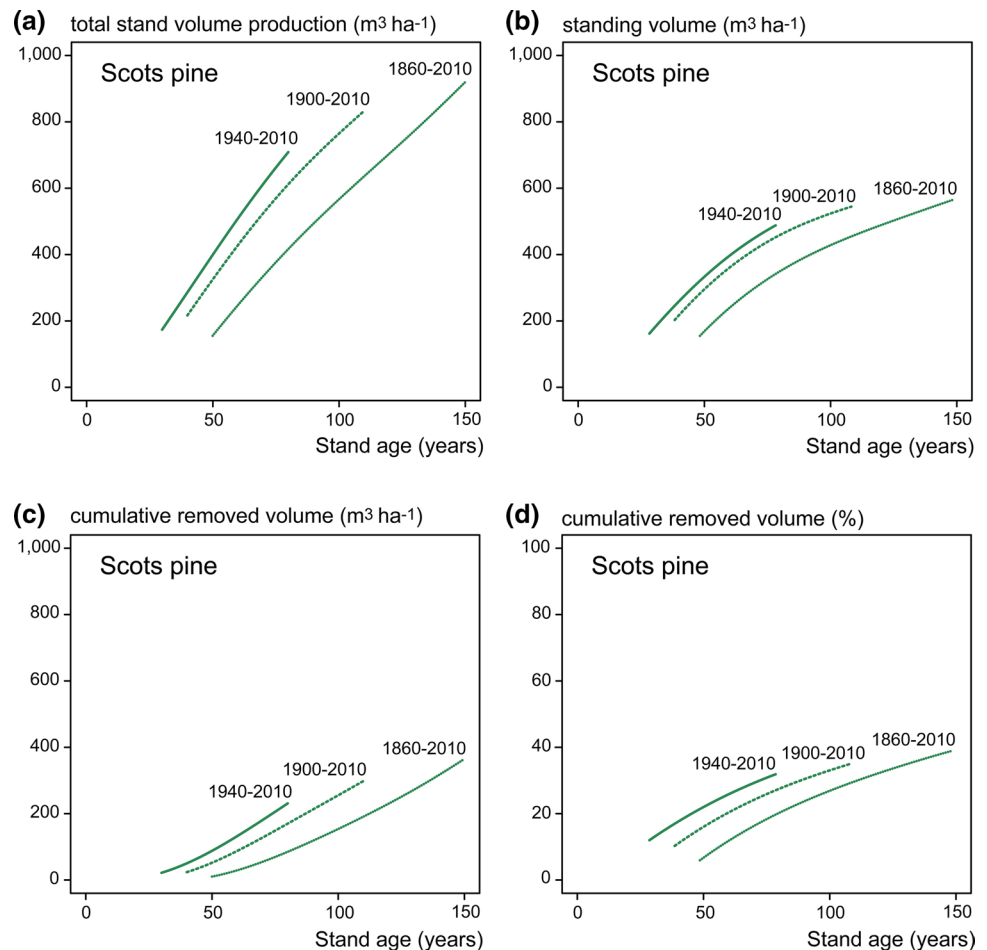 (a) total stand volume production (m3 ha-1)
Scots pine
1,000
800
600
400
200
0
1860-2010
1900-2010
1940-2010
0 50 100 150
Stand age (years)
(b) standing volume (m3 ha-1)
Scots pine
1,000
800
600
400
200
0
1860-2010
1900-2010
1940-2010
0 50 100 150
Stand age (years)
(c) cumulative removed volume (m3 ha-1)
Scots pine
1,000
800
600
400
200
0
1860-2010
1900-2010
1940-2010
0 50 100 150
Stand age (years)
(d) cumulative removed volume (%)
Scots pine
100
80
60
40
20
0
1860-2010
1900-2010
1940-2010
0 50 100 150
Stand age (years)